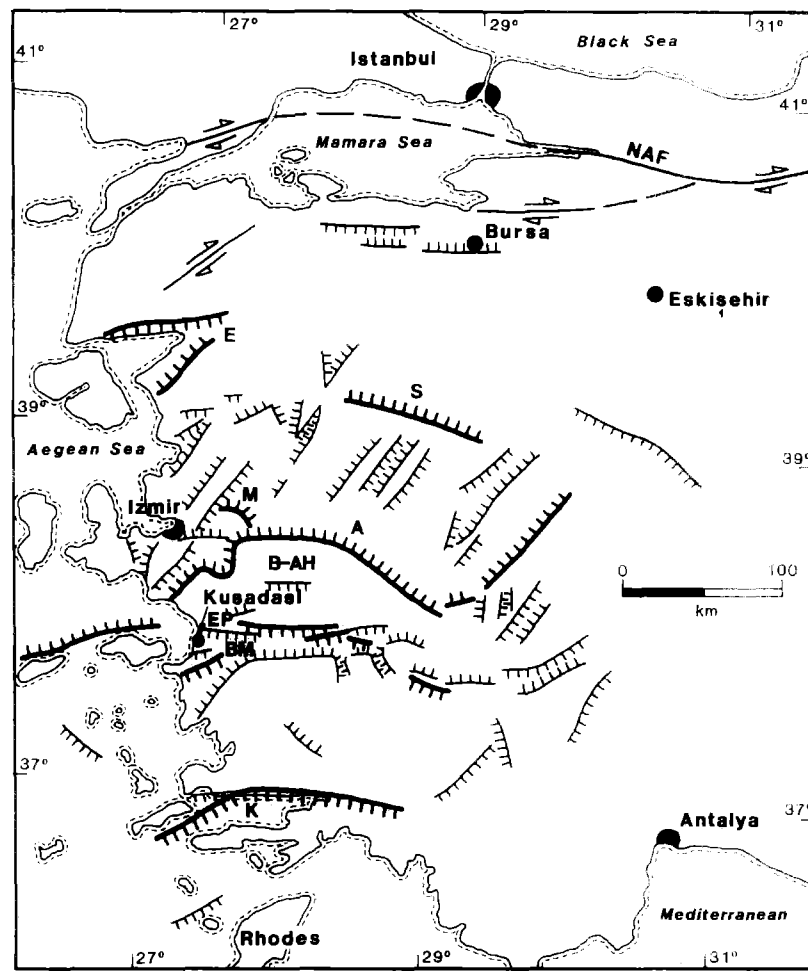 27°
29°
31°
41°
Istanbul
Black Sea
41°
Mamara Sea
NAF
Bursa
Eskisehir
E
S
39°
Aegean Sea
39°
M
Izmir
A
B-AH
0 100
km
Kusadasi
EP
BM
37°
K
37°
Antalya
Mediterranean
Rhodes
27°
29°
31°